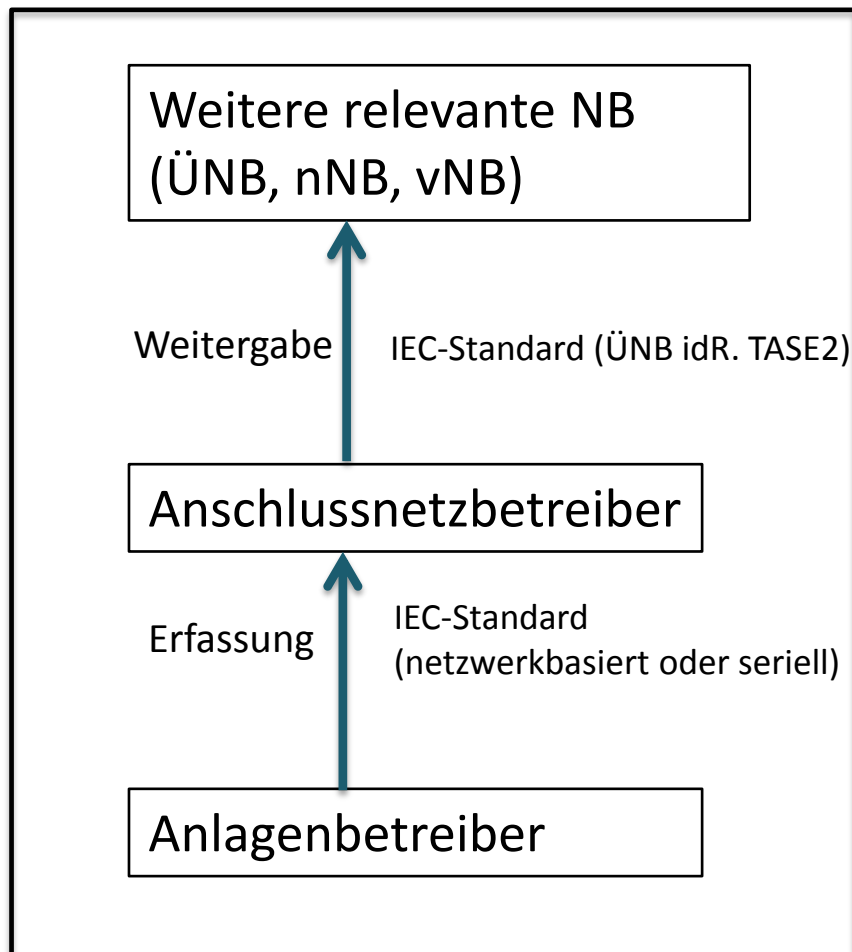 Weitere relevante NB
(ÜNB, nNB, vNB)
Weitergabe
IEC-Standard (ÜNB idR. TASE2)
Anschlussnetzbetreiber
Erfassung
IEC-Standard
(netzwerkbasiert oder seriell)
Anlagenbetreiber